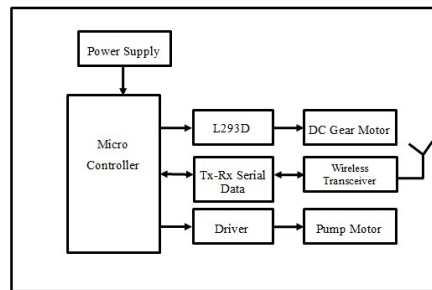 Power Supply
Micro
Controller
L293D
DC Gear Motor
Tx-Rx Serial
Data
Wireless
Transceiver
Driver
Pump Motor